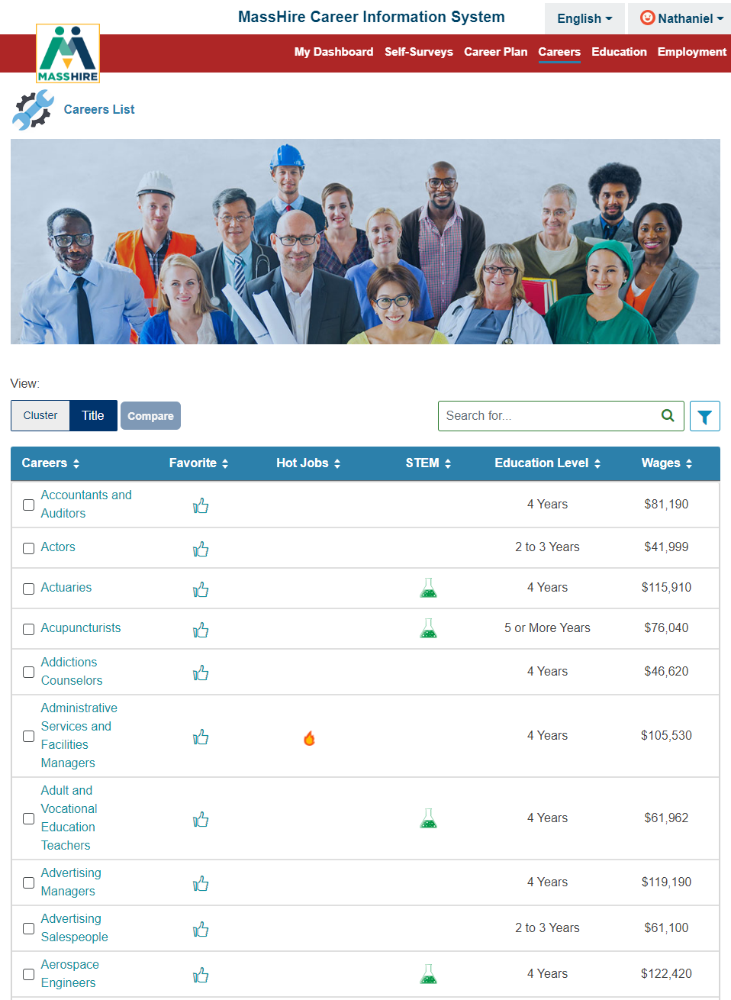 MassHire Career Information System
English
Nathaniel
MASSHIRE
My Dashboard Self-Surveys Career Plan Careers Education Employment
Careers List
View:
Cluster Title Compare
Search for...
Careers Favorite Hot Jobs STEM Education Level Wages
Accountants and
Auditors
4 Years $81,190
Actors 2 to 3 Years $41,999
Actuaries 4 Years $115,910
Acupuncturists 5 or More Years $76,040
Addictions
Counselors
4 Years $46,620
Administrative
Services and
Facilities
Managers
4 Years $105,530
Adult and
Vocational
Education
Teachers
4 Years $61,962
Advertising
Managers
4 Years $119,190
Advertising
Salespeople
2 to 3 Years $61,100
Aerospace
Engineers
4 Years $122,420